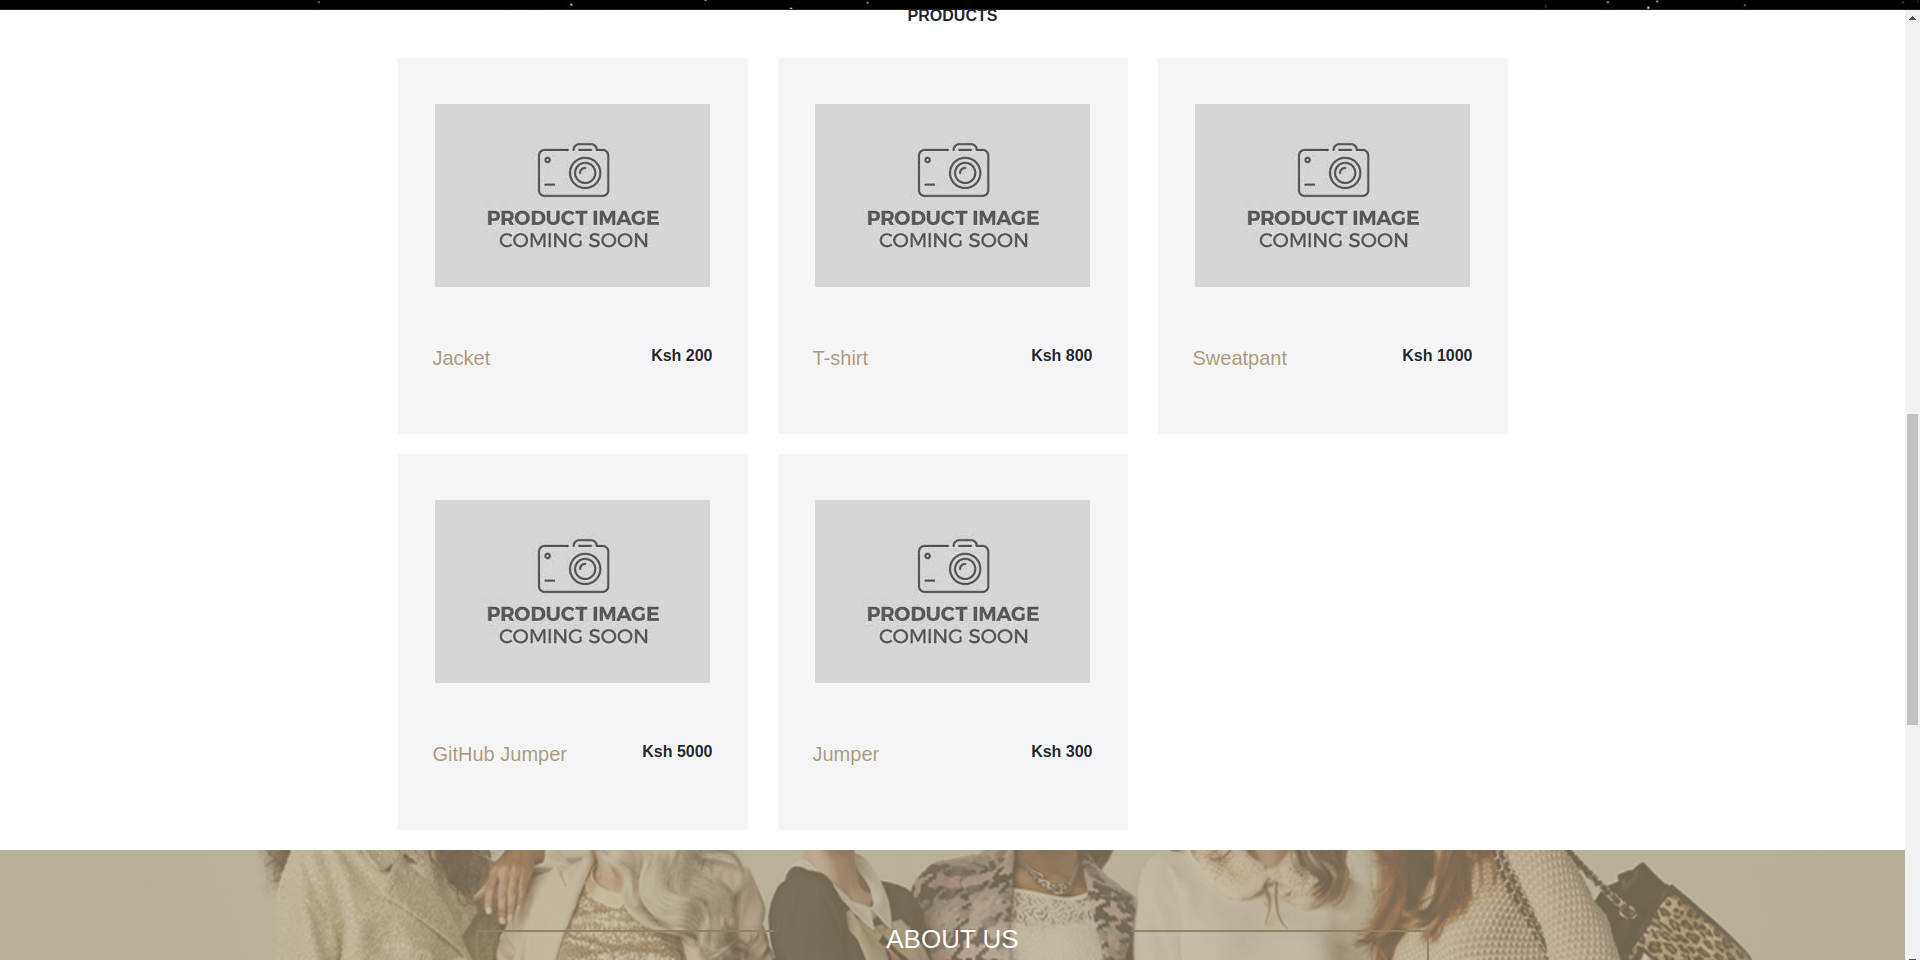 PRODUCTS
PRODUCT IMAGE
COMING SOON
Jacket
Ksh 200
PRODUCT IMAGE
COMING SOON
T-shirt
Ksh 800
PRODUCT IMAGE
COMING SOON
Sweatpant
Ksh 1000
PRODUCT IMAGE
COMING SOON
GitHub Jumper
Ksh 5000
PRODUCT IMAGE
COMING SOON
Jumper
Ksh 300
ABOUT US